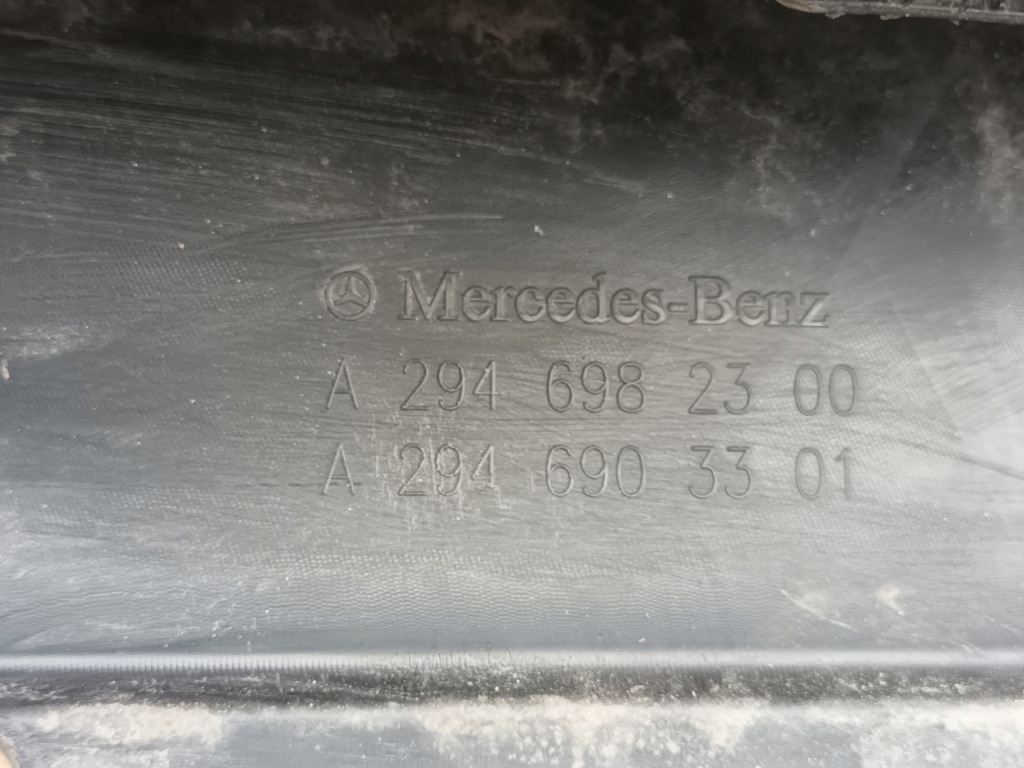 Mercedes-Benz
A 294 698 23 00
A 294 690 33 01